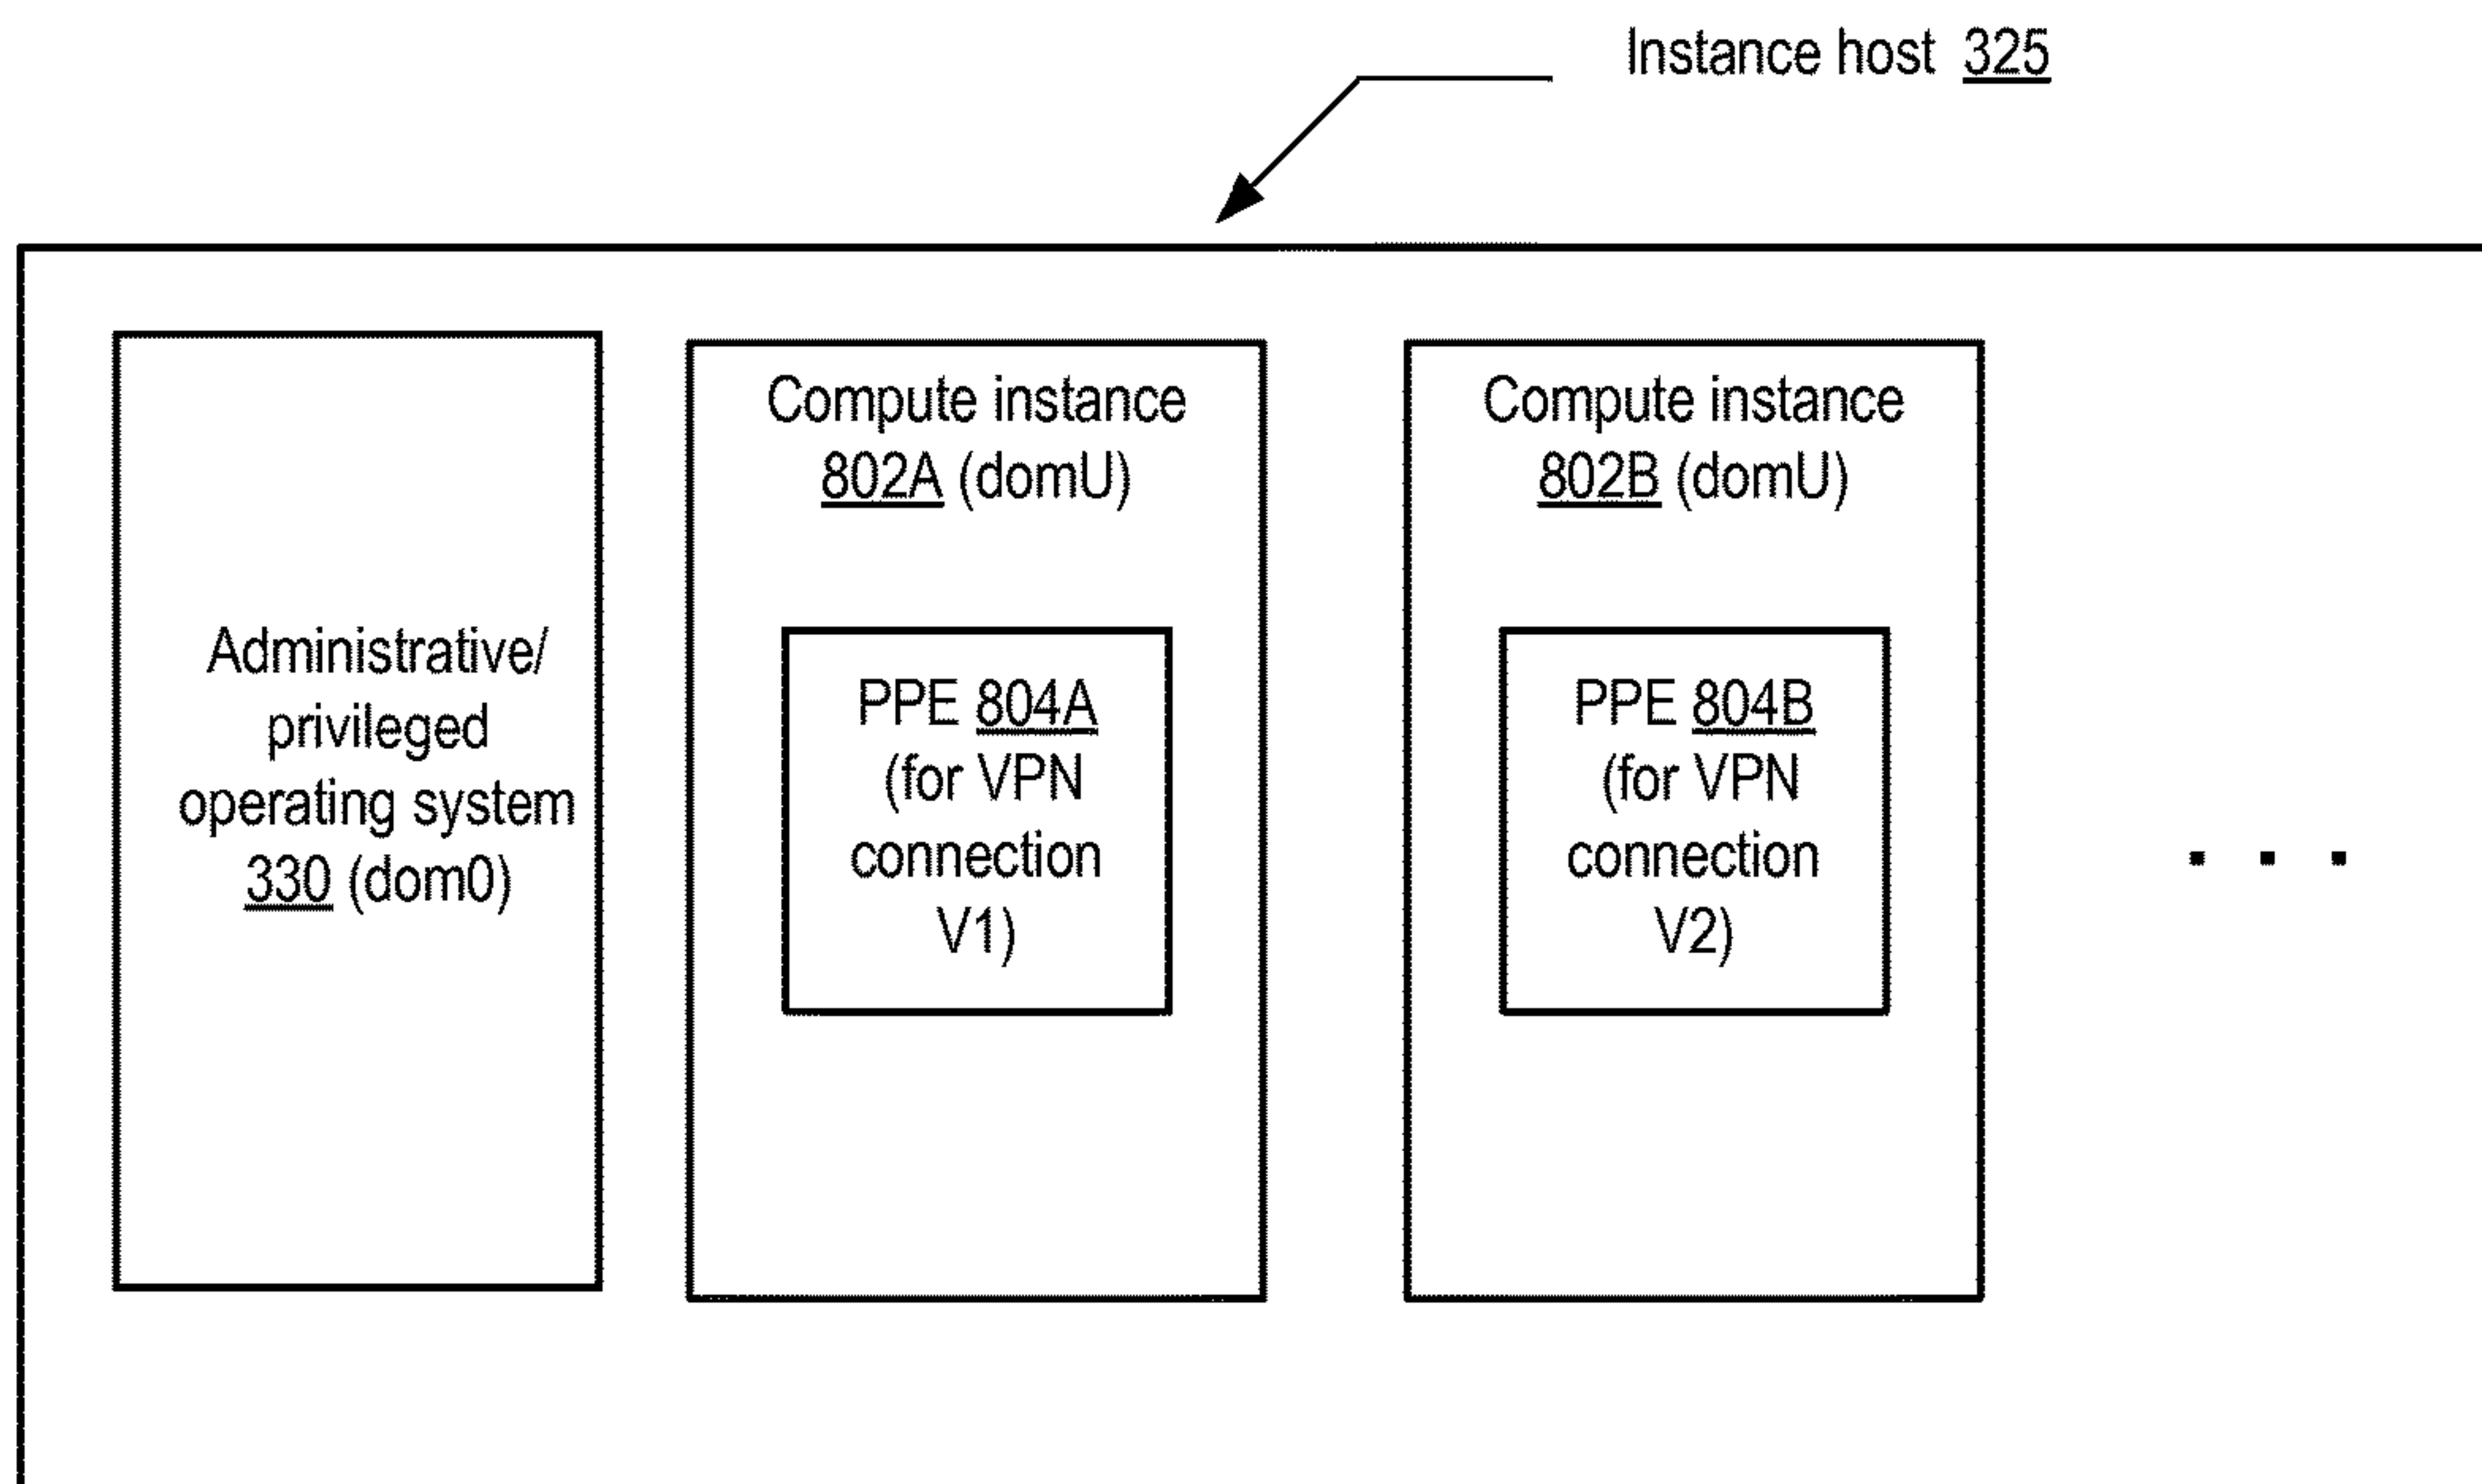 Instance host 325
Administrative/
privileged
operating system
330 (dom0)
Compute instance
802A (domU)
PPE 804A
(for VPN
connection
V1)
Compute instance
802B (domU)
PPE 804B
(for VPN
connection
V2)
. . .